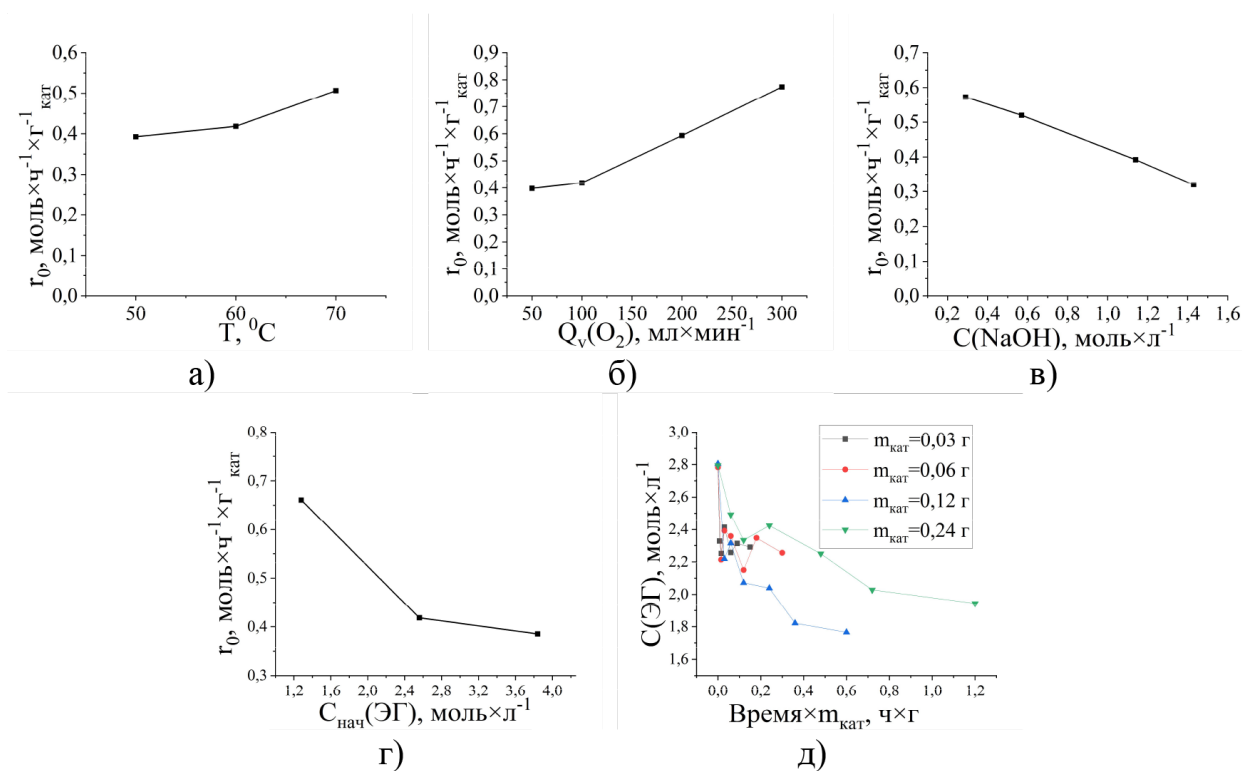 0,6
0,5
0,4
0,3
0,2
0,1
0,0
r₀, моль×ч⁻¹×г⁻¹кат
50 60 70
T, ⁰C
а)
0,9
0,8
0,7
0,6
0,5
0,4
0,3
0,2
0,1
0,0
r₀, моль×ч⁻¹×г⁻¹кат
50 100 150 200 250 300
Qᵥ(O₂), мл×мин⁻¹
б)
0,7
0,6
0,5
0,4
0,3
0,2
0,1
0,0
r₀, моль×ч⁻¹×г⁻¹кат
0,2 0,4 0,6 0,8 1,0 1,2 1,4 1,6
C(NaOH), моль×л⁻¹
в)
0,8
0,7
0,6
0,5
0,4
0,3
r₀, моль×ч⁻¹×г⁻¹кат
1,2 1,6 2,0 2,4 2,8 3,2 3,6 4,0
Cнач(ЭГ), моль×л⁻¹
г)
3,0
2,8
2,6
2,4
2,2
2,0
1,8
1,6
C(ЭГ), моль×л⁻¹
mкат=0,03 г
mкат=0,06 г
mкат=0,12 г
mкат=0,24 г
0,0 0,2 0,4 0,6 0,8 1,0 1,2
Время×mкат, ч×г
д)